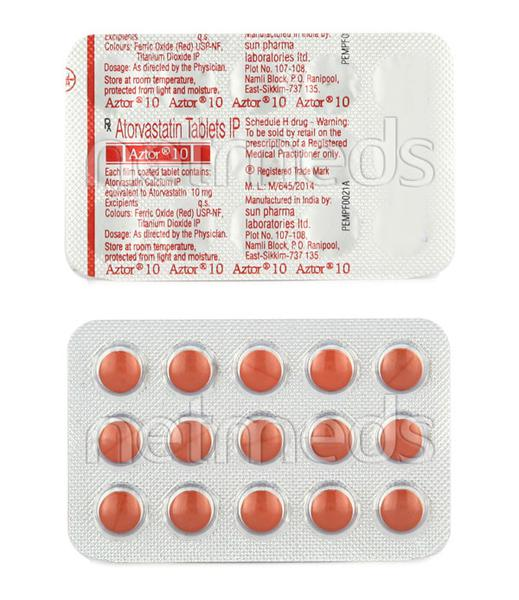 Excipients q.s. Manufactured in India by:
Colours: Ferric Oxide (Red) USP-NF, sun pharma
Titanium Dioxide IP laboratories ltd.
Dosage: As directed by the Physician. Plot No. 107-108,
Store at room temperature, Namli Block, P.O. Ranipool,
protected from light and moisture. East-Sikkim-737 135.
Aztor® 10 Aztor® 10 Aztor® 10 Aztor® 10
Rx Atorvastatin Tablets IP
Aztor® 10
Each film coated tablet contains:
Atorvastatin Calcium IP
equivalent to Atorvastatin 10 mg
Excipients q.s.
Colours: Ferric Oxide (Red) USP-NF,
Titanium Dioxide IP
Dosage: As directed by the Physician.
Store at room temperature,
protected from light and moisture.
Schedule H drug - Warning:
To be sold by retail on the
prescription of a Registered
Medical Practitioner only.
® Registered Trade Mark
M. L.: M/645/2014
Manufactured in India by:
sun pharma
laboratories ltd.
Plot No. 107-108,
Namli Block, P.O. Ranipool,
East-Sikkim-737 135.
Aztor® 10 Aztor® 10 Aztor® 10 Aztor® 10
PEMPF0021A
netmeds
netmeds